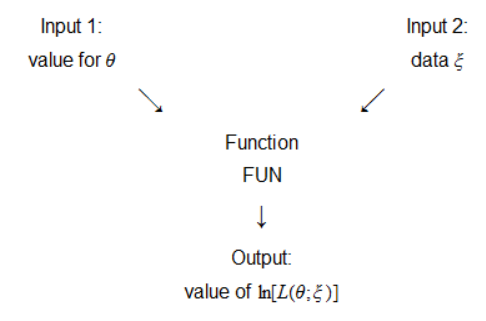 Input 1:
value for θ
Input 2:
data ξ
Function
FUN
Output:
value of ln[L(θ;ξ)]